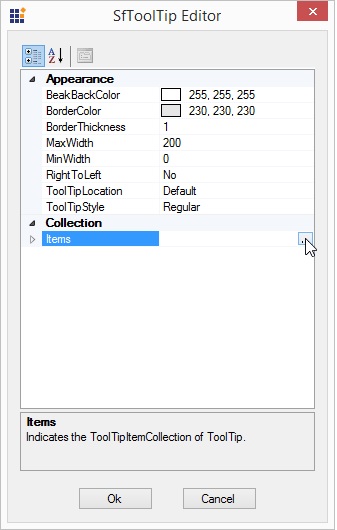 SfToolTip Editor
Appearance
BeakBackColor 255, 255, 255
BorderColor 230, 230, 230
BorderThickness 1
MaxWidth 200
MinWidth 0
RightToLeft No
ToolTipLocation Default
ToolTipStyle Regular
Collection
Items ...
Items
Indicates the ToolTipItemCollection of ToolTip.
Ok Cancel